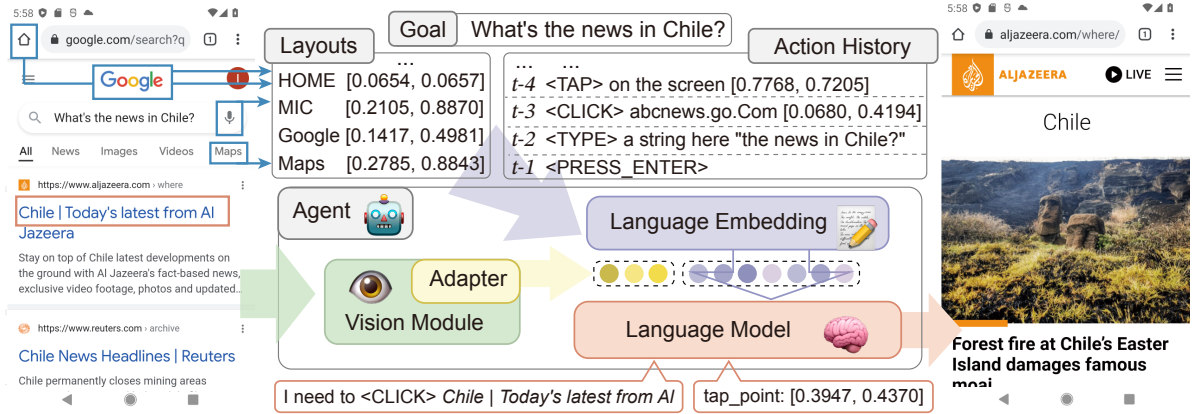 5:58
google.com/search?q
1
Google
1
What's the news in Chile?
All News Images Videos Maps
https://www.aljazeera.com › where
Chile | Today's latest from Al
Jazeera
Stay on top of Chile latest developments on
the ground with Al Jazeera's fact-based news,
exclusive video footage, photos and updated..
https://www.reuters.com › archive
Chile News Headlines | Reuters
Chile permanently closes mining areas
Goal What's the news in Chile?
Layouts
...
HOME [0.0654, 0.0657]
MIC [0.2105, 0.8870]
Google [0.1417, 0.4981]
Maps [0.2785, 0.8843]
Action History
... ...
t-4 <TAP> on the screen [0.7768, 0.7205]
t-3 <CLICK> abcnews.go.Com [0.0680, 0.4194]
t-2 <TYPE> a string here "the news in Chile?"
t-1 <PRESS_ENTER>
Agent
Language Embedding
Adapter
Vision Module
Language Model
I need to <CLICK> Chile | Today's latest from AI
tap_point: [0.3947, 0.4370]
5:58
aljazeera.com/where/
1
ALJAZEERA
LIVE
Chile
Forest fire at Chile's Easter
Island damages famous
moai